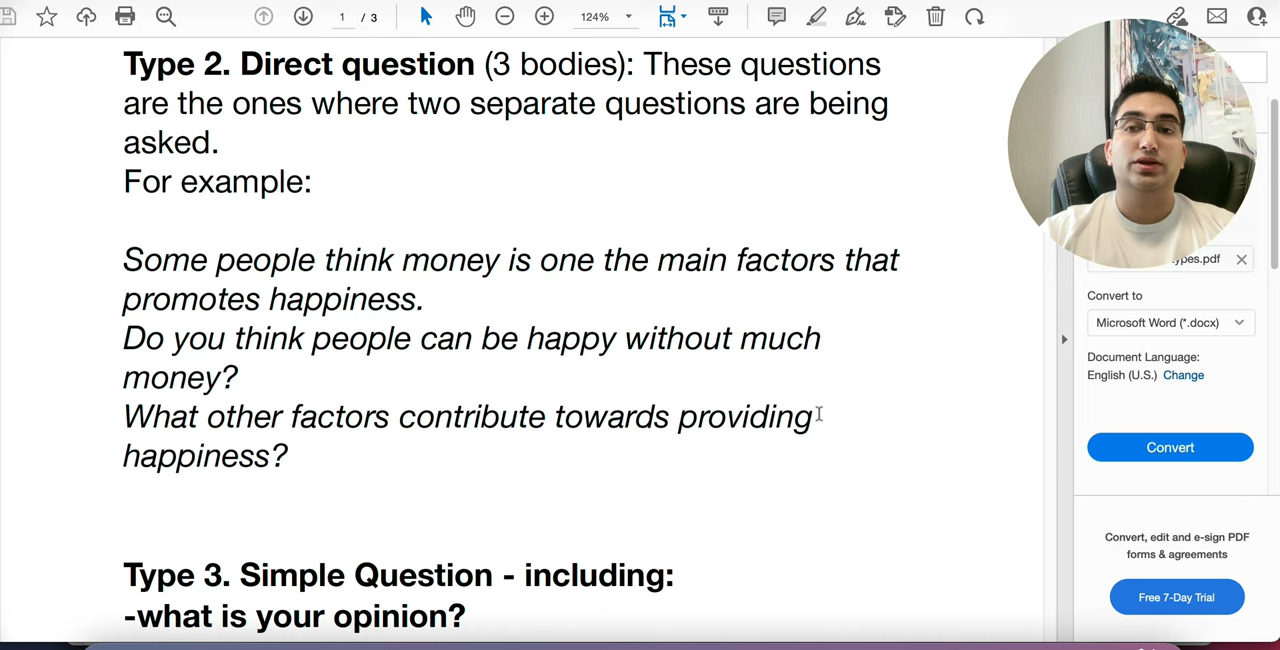 1 / 3
124%
Type 2. Direct question (3 bodies): These questions
are the ones where two separate questions are being
asked.
For example:
Some people think money is one the main factors that
promotes happiness.
Do you think people can be happy without much
money?
What other factors contribute towards providing
happiness?
Type 3. Simple Question - including:
-what is your opinion?
ypes.pdf
Convert to
Microsoft Word (*.docx)
Document Language:
English (U.S.) Change
Convert
Convert, edit and e-sign PDF
forms & agreements
Free 7-Day Trial